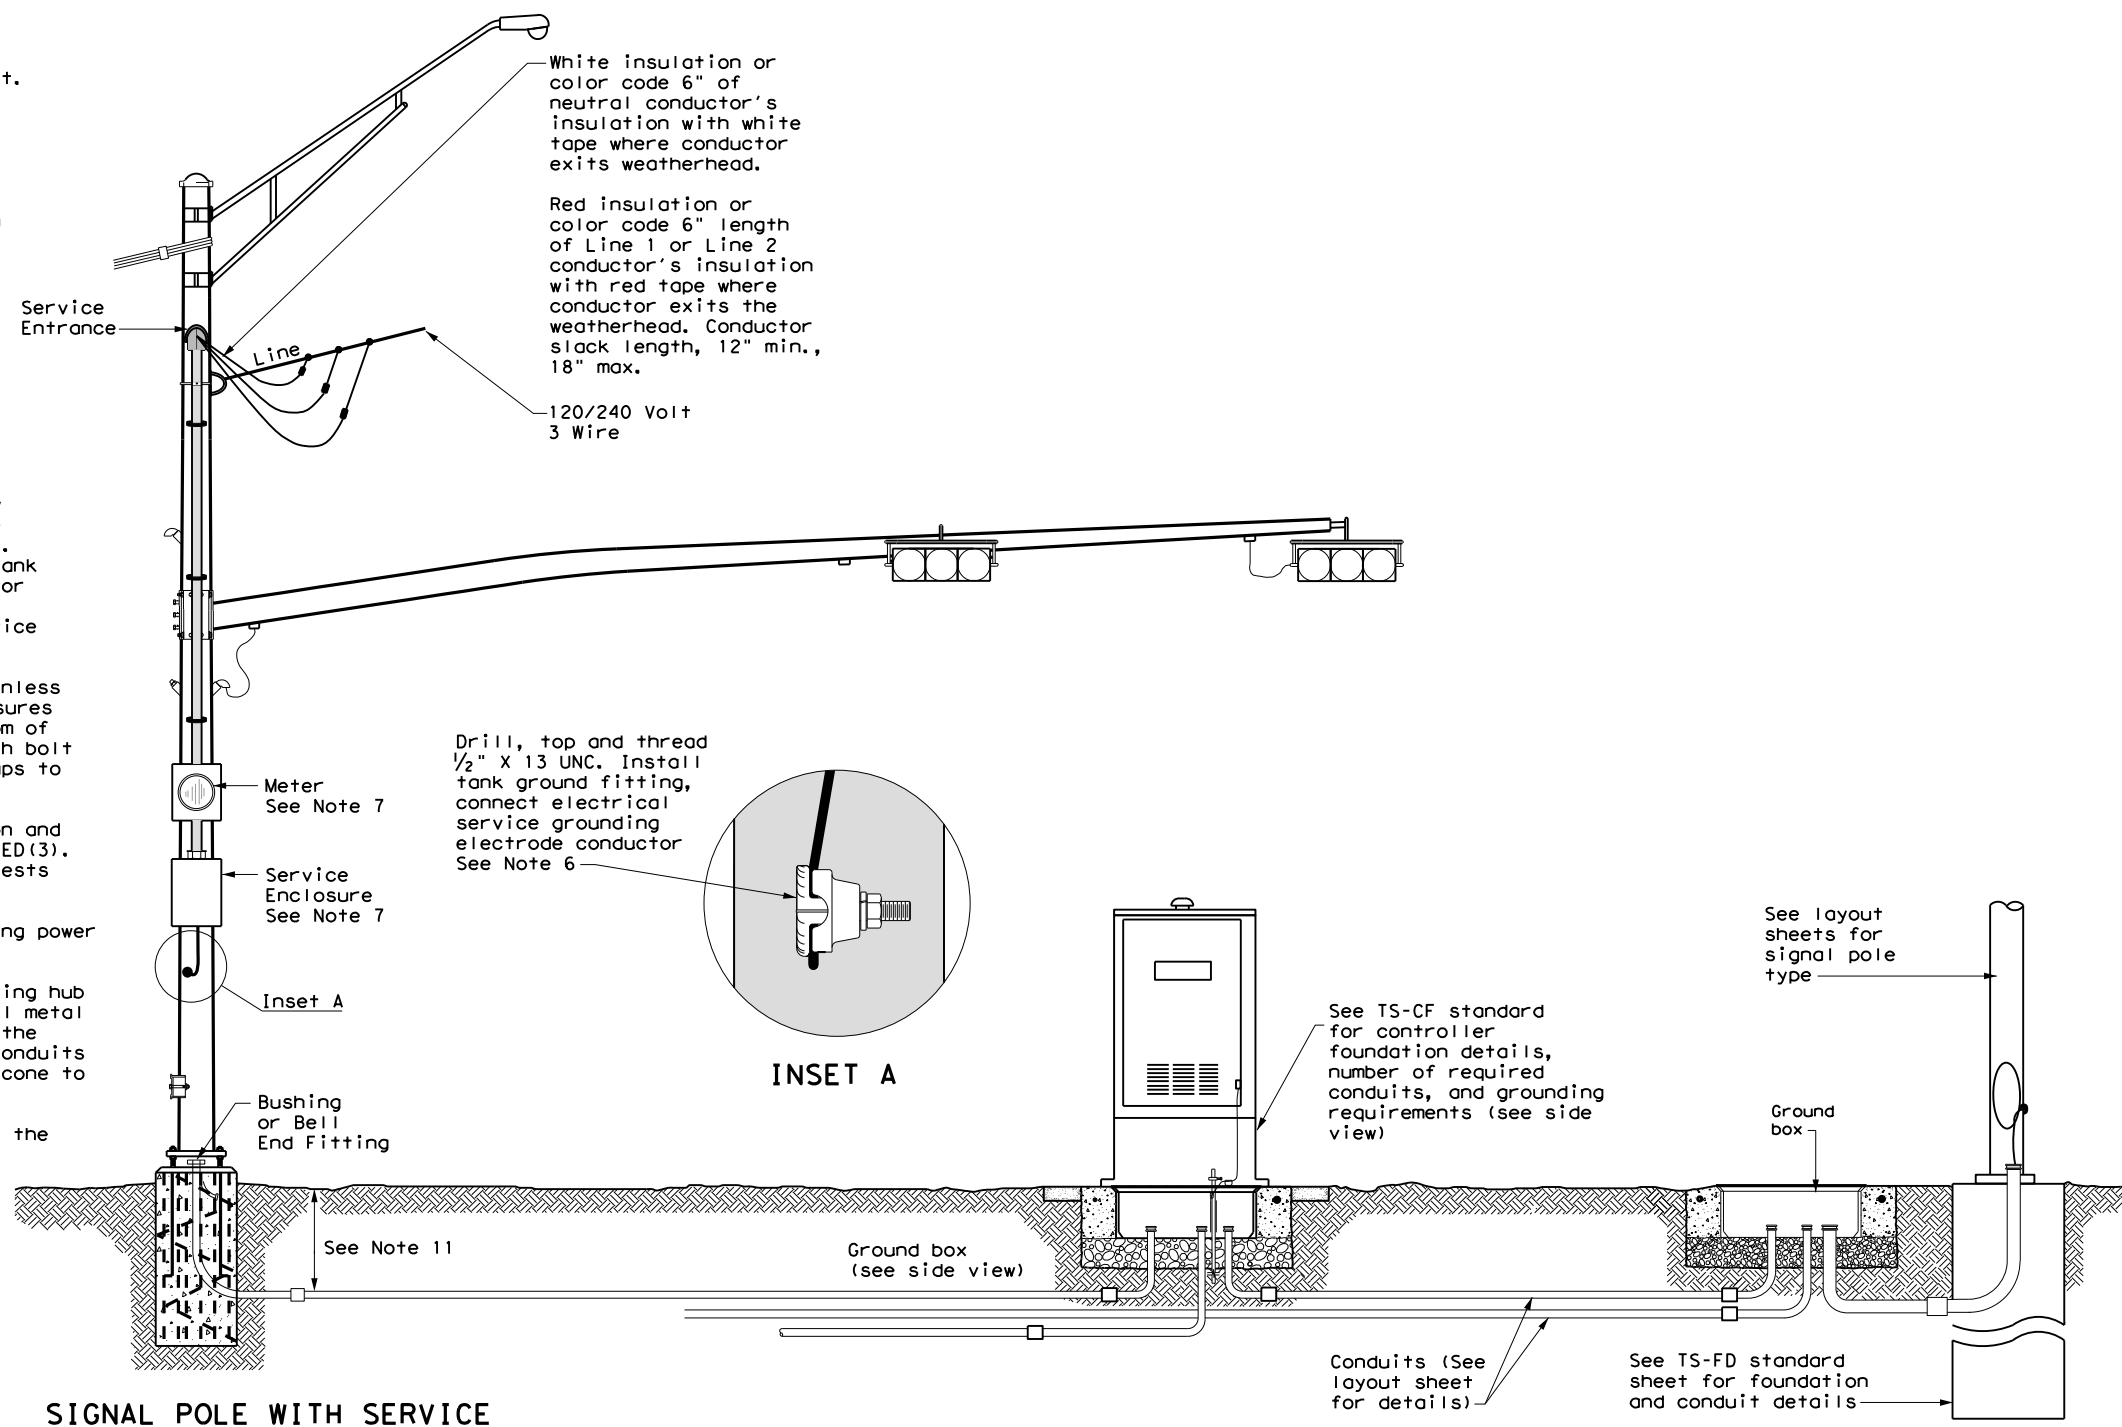 t.
ank
or
ice
nless
sures
m of
h bolt
ps to
n and
ED(3).
ests
ng power
ing hub
l metal
the
onduits
cone to
the
White insulation or
color code 6" of
neutral conductor's
insulation with white
tape where conductor
exits weatherhead.
Red insulation or
color code 6" length
of Line 1 or Line 2
conductor's insulation
with red tape where
conductor exits the
weatherhead. Conductor
slack length, 12" min.,
18" max.
120/240 Volt
3 Wire
Service
Entrance
Line
Meter
See Note 7
Service
Enclosure
See Note 7
Inset A
Bushing
or Bell
End Fitting
See Note 11
Drill, top and thread
½" X 13 UNC. Install
tank ground fitting,
connect electrical
service grounding
electrode conductor
See Note 6
INSET A
See TS-CF standard
for controller
foundation details,
number of required
conduits, and grounding
requirements (see side
view)
See layout
sheets for
signal pole
type
Ground
box
Ground box
(see side view)
Conduits (See
layout sheet
for details)
See TS-FD standard
sheet for foundation
and conduit details
SIGNAL POLE WITH SERVICE